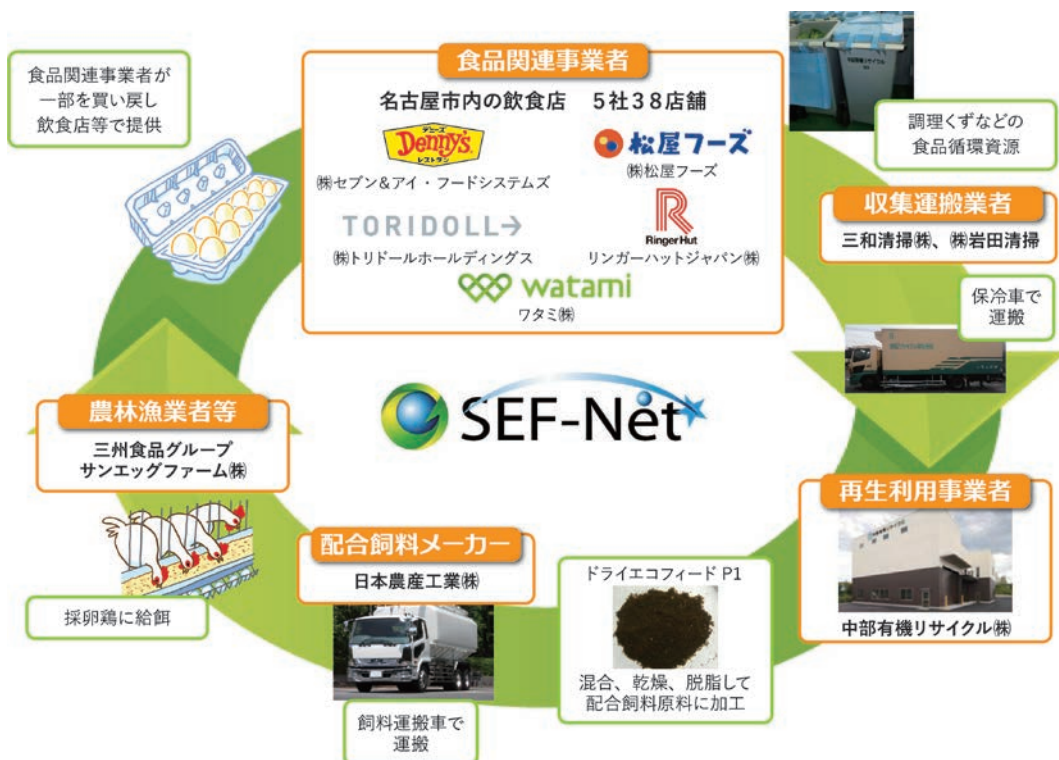 食品関連事業者
名古屋市内の飲食店　5社38店舗
デニーズ
Denny's
レストラン
㈱セブン&アイ・フードシステムズ
松屋フーズ
㈱松屋フーズ
TORIDOLL
㈱トリドールホールディングス
RingerHut
リンガーハットジャパン㈱
watami
ワタミ㈱
調理くずなどの
食品循環資源
収集運搬業者
三和清掃㈱、㈱岩田清掃
保冷車で
運搬
再生利用事業者
中部有機リサイクル㈱
ドライエコフィード P1
混合、乾燥、脱脂して
配合飼料原料に加工
配合飼料メーカー
日本農産工業㈱
飼料運搬車で
運搬
農林漁業者等
三州食品グループ
サンエッグファーム㈱
採卵鶏に給餌
食品関連事業者が
一部を買い戻し
飲食店等で提供
SEF-Net